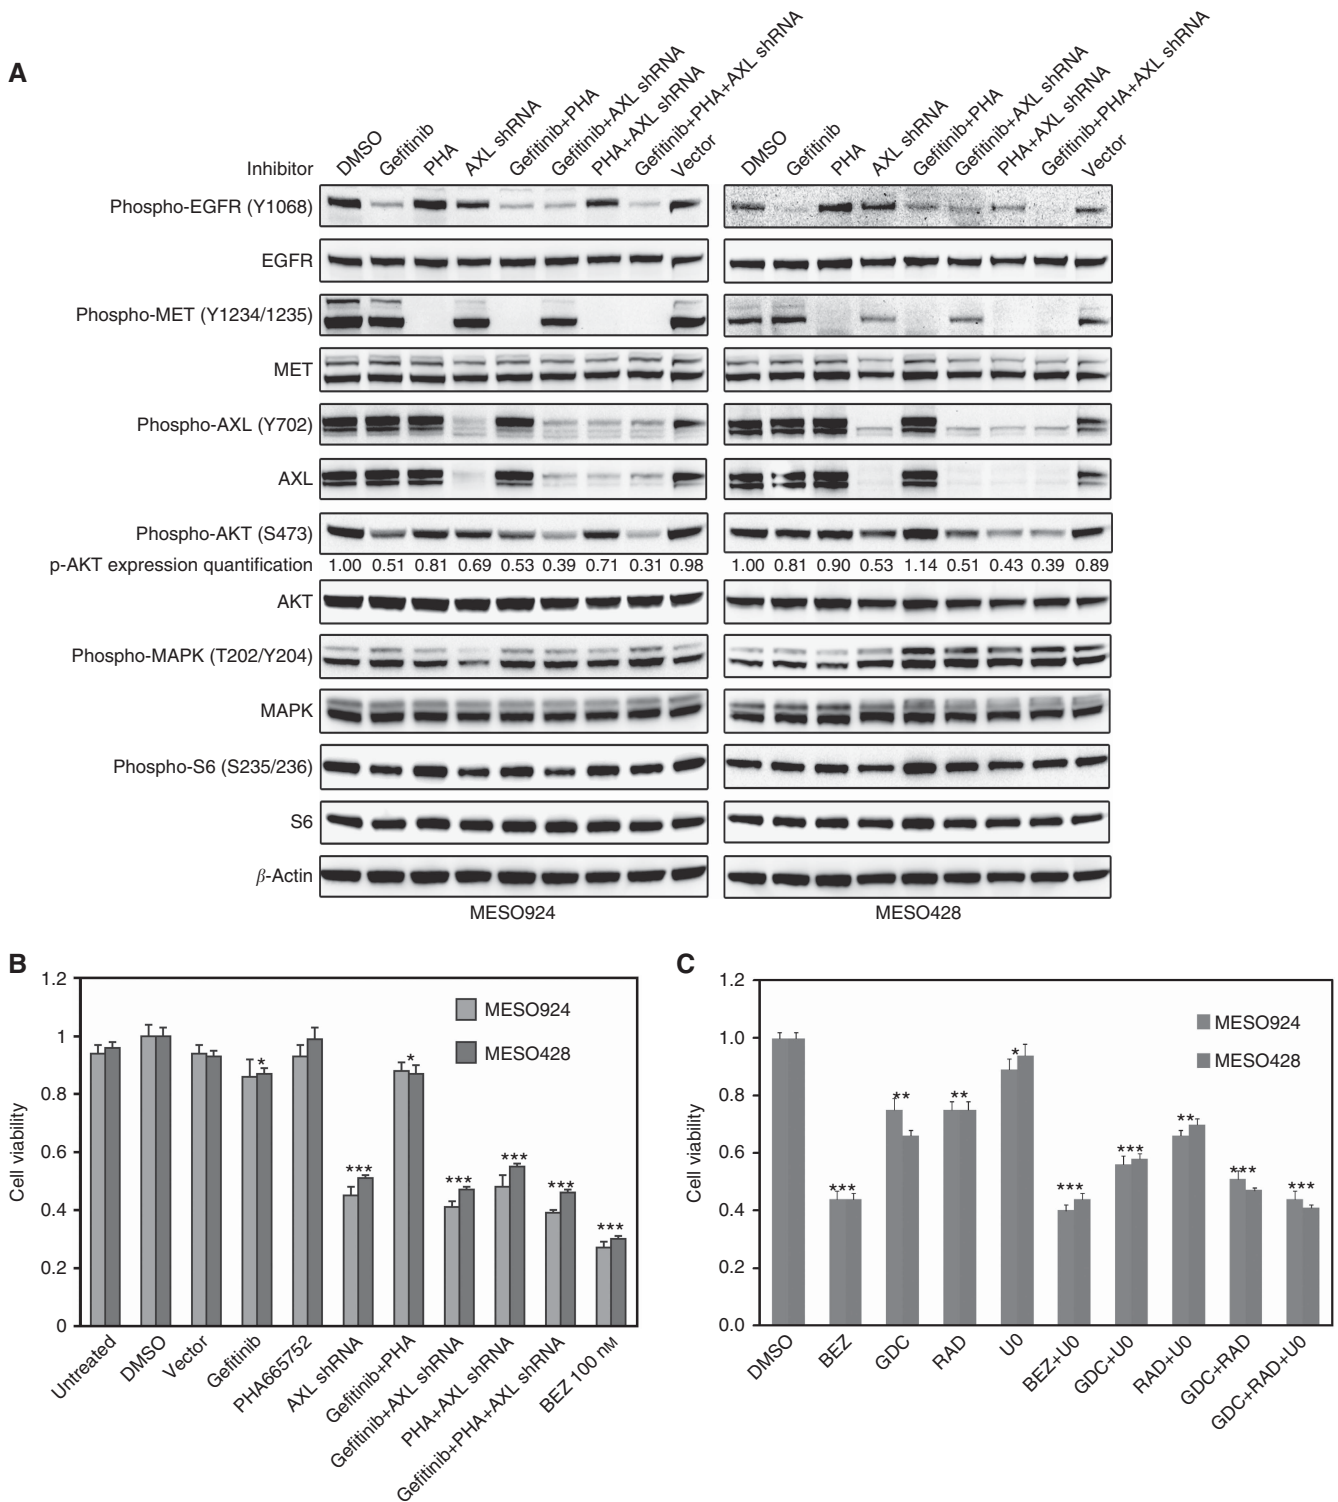 A
Inhibitor DMSO Gefitinib PHA AXL shRNA Gefitinib+PHA Gefitinib+AXL shRNA PHA+AXL shRNA Gefitinib+PHA+AXL shRNA Vector DMSO Gefitinib PHA AXL shRNA Gefitinib+PHA Gefitinib+AXL shRNA PHA+AXL shRNA Gefitinib+PHA+AXL shRNA Vector
Phospho-EGFR (Y1068)
EGFR
Phospho-MET (Y1234/1235)
MET
Phospho-AXL (Y702)
AXL
Phospho-AKT (S473)
p-AKT expression quantification 1.00 0.51 0.81 0.69 0.53 0.39 0.71 0.31 0.98 1.00 0.81 0.90 0.53 1.14 0.51 0.43 0.39 0.89
AKT
Phospho-MAPK (T202/Y204)
MAPK
Phospho-S6 (S235/236)
S6
β-Actin
MESO924 MESO428
B
Cell viability
1.2
1
0.8
0.6
0.4
0.2
0
MESO924
MESO428
*
***
*
***
***
***
***
Untreated DMSO Vector Gefitinib PHA665752 AXL shRNA Gefitinib+PHA Gefitinib+AXL shRNA PHA+AXL shRNA Gefitinib+PHA+AXL shRNA BEZ 100 nM
C
Cell viability
1.2
1.0
0.8
0.6
0.4
0.2
0.0
MESO924
MESO428
***
**
**
*
***
***
**
***
***
DMSO BEZ GDC RAD U0 BEZ+U0 GDC+U0 RAD+U0 GDC+RAD GDC+RAD+U0